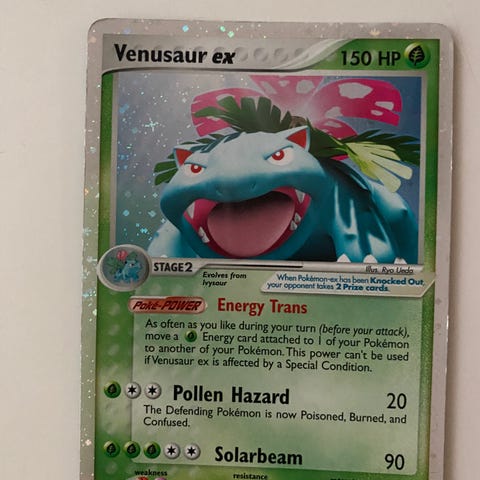 Venusaur ex 150 HP
Illus. Ryo Ueda
STAGE 2
Evolves from
Ivysaur
When Pokémon-ex has been Knocked Out,
your opponent takes 2 Prize cards.
Poké-POWER Energy Trans
As often as you like during your turn (before your attack),
move a Energy card attached to 1 of your Pokémon
to another of your Pokémon. This power can't be used
if Venusaur ex is affected by a Special Condition.
Pollen Hazard 20
The Defending Pokémon is now Poisoned, Burned, and
Confused.
Solarbeam 90
weakness resistance